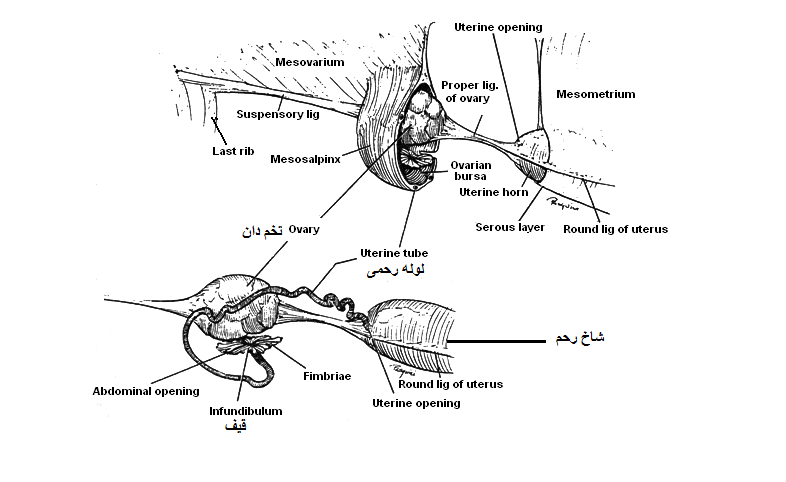 Uterine opening
Mesovarium
Proper lig.
of ovary
Mesometrium
Suspensory lig
Last rib
Mesosalpinx
Ovarian
bursa
Uterine horn
Serous layer
Round lig of uterus
تخم دان Ovary
Uterine tube
لوله رحمی
شاخ رحم
Fimbriae
Abdominal opening
Round lig of uterus
Uterine opening
Infundibulum
قیف